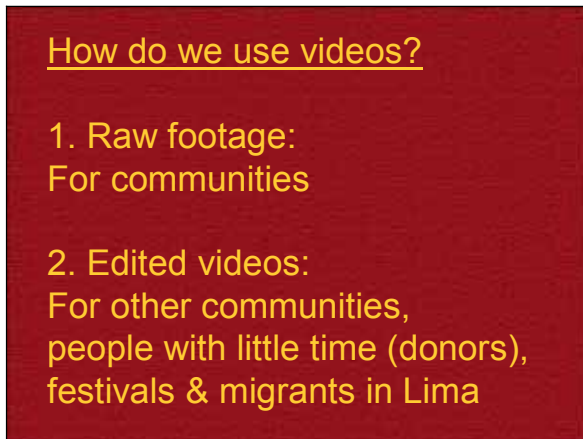 How do we use videos?
1. Raw footage:
For communities
2. Edited videos:
For other communities,
people with little time (donors),
festivals & migrants in Lima